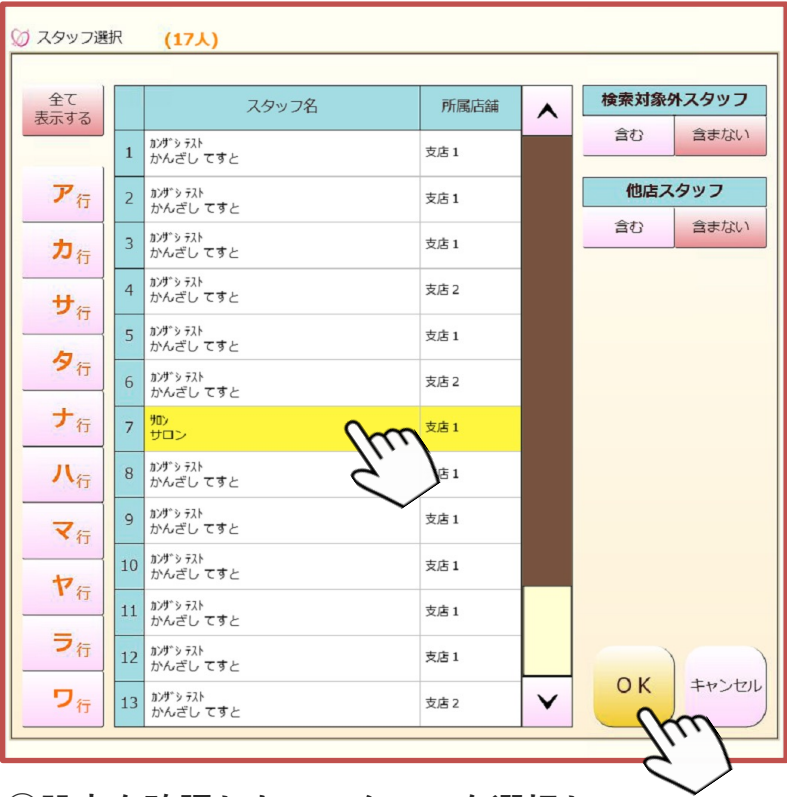 スタッフ選択 (17人)
全て
表示する
ア行
カ行
サ行
タ行
ナ行
ハ行
マ行
ヤ行
ラ行
ワ行
スタッフ名 所属店舗
1 ｶﾝｻﾞｼ ﾃｽﾄ
かんざし てすと 支店1
2 ｶﾝｻﾞｼ ﾃｽﾄ
かんざし てすと 支店1
3 ｶﾝｻﾞｼ ﾃｽﾄ
かんざし てすと 支店1
4 ｶﾝｻﾞｼ ﾃｽﾄ
かんざし てすと 支店2
5 ｶﾝｻﾞｼ ﾃｽﾄ
かんざし てすと 支店1
6 ｶﾝｻﾞｼ ﾃｽﾄ
かんざし てすと 支店2
7 ｻﾛﾝ
サロン 支店1
8 ｶﾝｻﾞｼ ﾃｽﾄ
かんざし てすと 店1
9 ｶﾝｻﾞｼ ﾃｽﾄ
かんざし てすと 支店1
10 ｶﾝｻﾞｼ ﾃｽﾄ
かんざし てすと 支店1
11 ｶﾝｻﾞｼ ﾃｽﾄ
かんざし てすと 支店1
12 ｶﾝｻﾞｼ ﾃｽﾄ
かんざし てすと 支店1
13 ｶﾝｻﾞｼ ﾃｽﾄ
かんざし てすと 支店2
検索対象外スタッフ
含む 含まない
他店スタッフ
含む 含まない
OK キャンセル